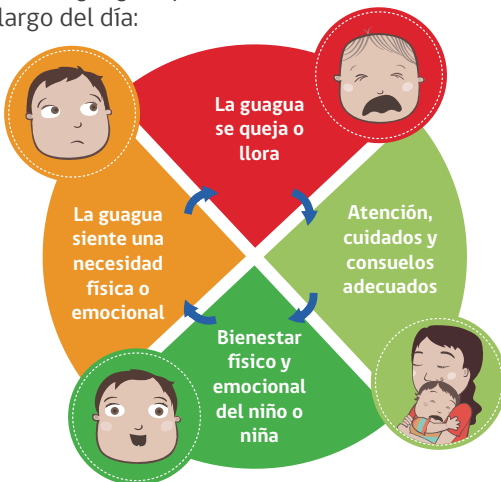 largo del día:
La guagua
se queja o
llora
Atención,
cuidados y
consuelos
adecuados
Bienestar
físico y
emocional
del niño o
niña
La guagua
siente una
necesidad
física o
emocional